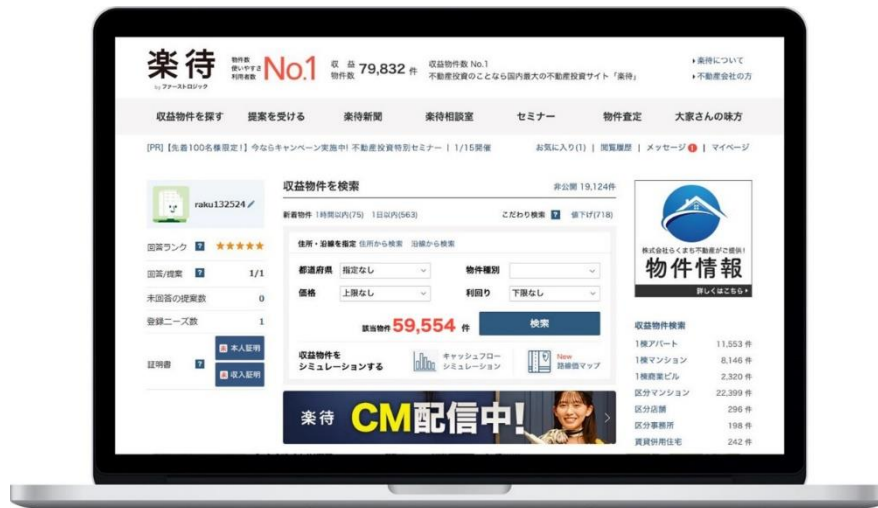 楽待
by ファーストロジック
物件数
使いやすさ
利用者数
No.1
収益
物件数 79,832 件
収益物件数 No.1
不動産投資のことなら国内最大の不動産投資サイト「楽待」
楽待について
不動産会社の方
収益物件を探す 提案を受ける 楽待新聞 楽待相談室 セミナー 物件査定 大家さんの味方
[PR]【先着100名様限定!】今ならキャンペーン実施中! 不動産投資特別セミナー | 1/15開催
お気に入り(1) | 閲覧履歴 | メッセージ | マイページ
raku132524
回答ランク ? ★★★★★
回答/提案 ? 1/1
未回答の提案数 0
登録ニーズ数 1
証明書 ?
本人証明
収入証明
収益物件を検索
非公開 19,124件
新着物件 1時間以内(75) 1日以内(563)
こだわり検索 ? 値下げ(718)
住所・沿線を指定 住所から検索 沿線から検索
都道府県 指定なし 物件種別
価格 上限なし 利回り 下限なし
該当物件 59,554 件 検索
収益物件を
シミュレーションする
キャッシュフロー
シミュレーション
New
路線価マップ
楽待 CM配信中!
株式会社らくまち不動産がご提供!
物件情報
詳しくはこちら
収益物件検索
1棟アパート 11,553 件
1棟マンション 8,146 件
1棟商業ビル 2,320 件
区分マンション 22,399 件
区分店舗 296 件
区分事務所 198 件
賃貸併用住宅 242 件